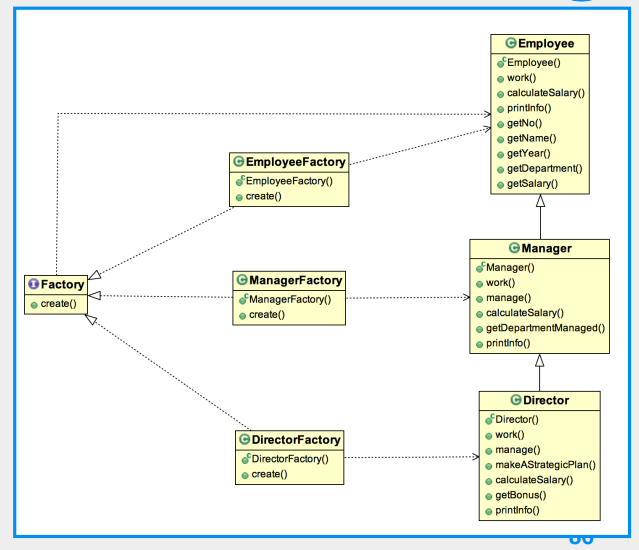 Employee
Employee()
work()
calculateSalary()
printInfo()
getNo()
getName()
getYear()
getDepartment()
getSalary()
EmployeeFactory
EmployeeFactory()
create()
Manager
Manager()
work()
manage()
calculateSalary()
getDepartmentManaged()
printInfo()
Factory
create()
ManagerFactory
ManagerFactory()
create()
Director
Director()
work()
manage()
makeAStrategicPlan()
calculateSalary()
getBonus()
printInfo()
DirectorFactory
DirectorFactory()
create()